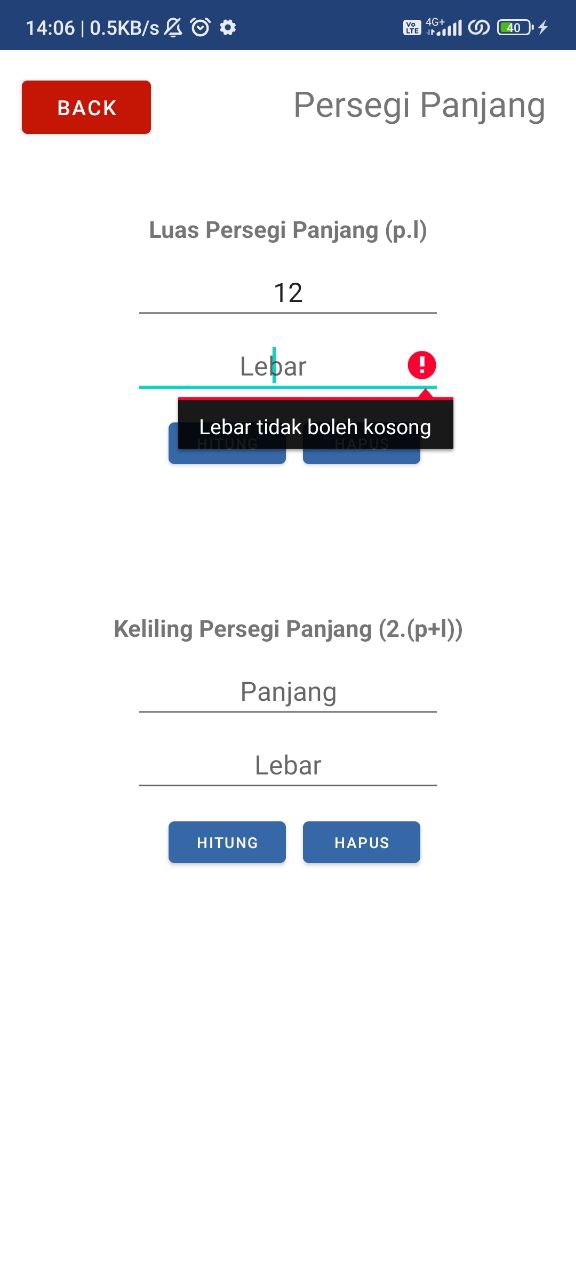 14:06 | 0.5KB/s
Vo LTE 4G+ 40
BACK
Persegi Panjang
Luas Persegi Panjang (p.l)
12
Lebar
Lebar tidak boleh kosong
HITUNG HAPUS
Keliling Persegi Panjang (2.(p+l))
Panjang
Lebar
HITUNG HAPUS